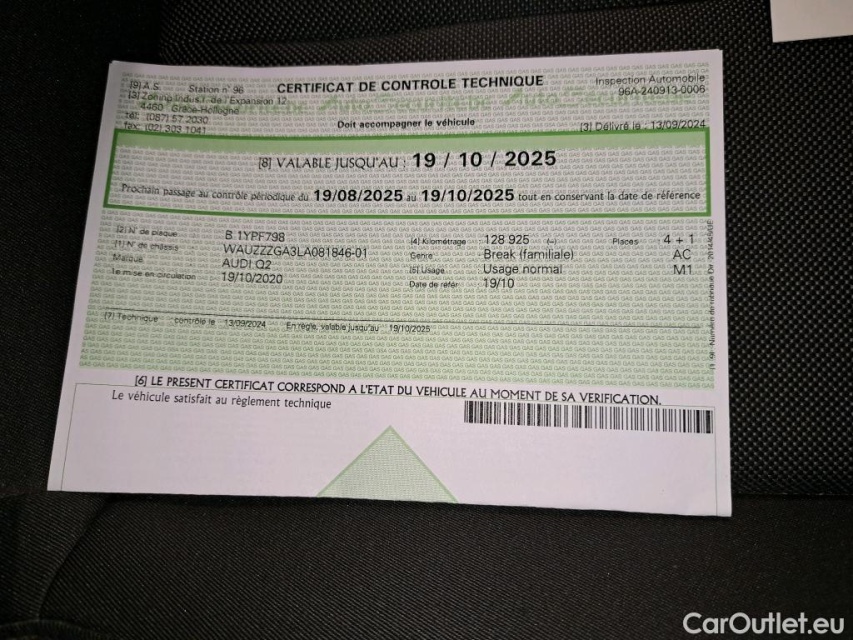 [9] A.S. Station n° 96
CERTIFICAT DE CONTROLE TECHNIQUE
Inspection Automobile
96A-240913-0006
[3] Zoning Indust. de l'Expansion 12
4460 Grâce-Hollogne
tél: (087) 57 2030
fax: (02) 333 1041
Doit accompagner le véhicule
[3] Délivré le : 13/09/2024
[8] VALABLE JUSQU'AU : 19 / 10 / 2025
Prochain passage au contrôle périodique du 19/08/2025 au 19/10/2025 tout en conservant la date de référence
[2] N° de plaque B 1YPF798
[1] N° de châssis WAUZZZGA3LA081846-01
Marque AUDI Q2
1e mise en circulation 19/10/2020
[4] Kilométrage 128 925 (--) Places 4 + 1
Genre Break (familiale) AC
[5] Usage Usage normal M1
Date de référ 19/10
[7] Technique contrôlé le 13/09/2024 En règle, valable jusqu'au 19/10/2025
[6] LE PRESENT CERTIFICAT CORRESPOND A L'ETAT DU VEHICULE AU MOMENT DE SA VERIFICATION.
Le véhicule satisfait au règlement technique
CarOutlet.eu